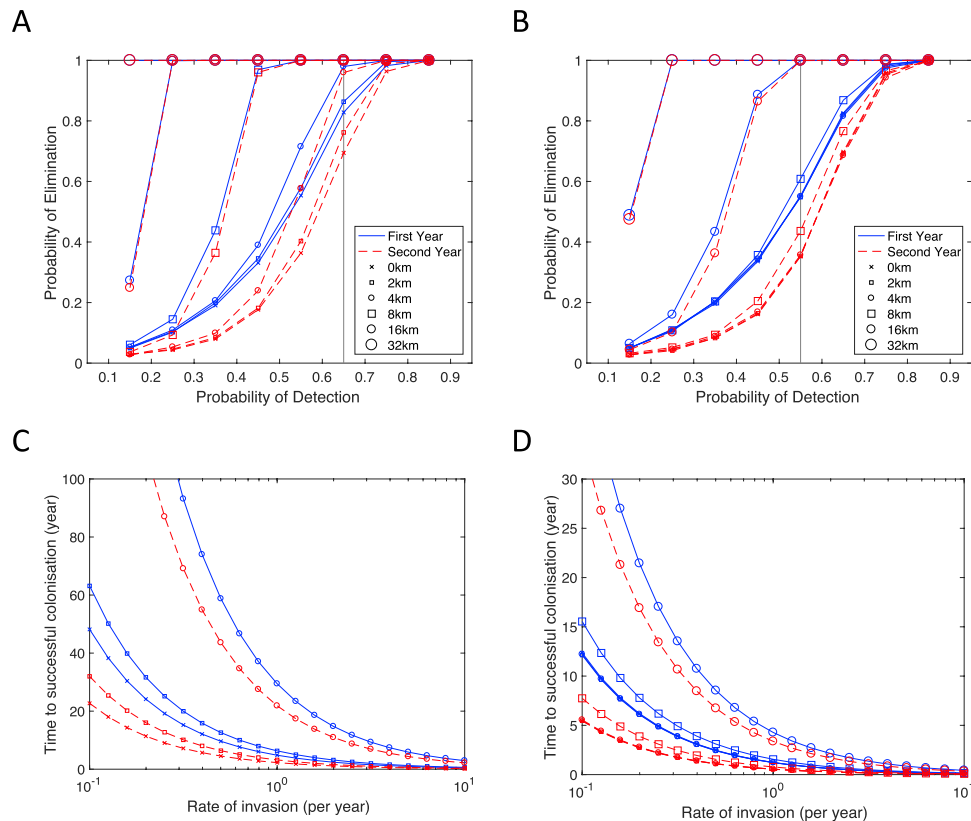 A
B
1
0.8
0.6
0.4
0.2
0
Probability of Elimination
First Year
Second Year
0km
2km
4km
8km
16km
32km
0.1 0.2 0.3 0.4 0.5 0.6 0.7 0.8 0.9
Probability of Detection
1
0.8
0.6
0.4
0.2
0
Probability of Elimination
First Year
Second Year
0km
2km
4km
8km
16km
32km
0.1 0.2 0.3 0.4 0.5 0.6 0.7 0.8 0.9
Probability of Detection
C
D
100
80
60
40
20
0
Time to successful colonisation (year)
10-1 100 101
Rate of invasion (per year)
30
25
20
15
10
5
0
Time to successful colonisation (year)
10-1 100 101
Rate of invasion (per year)